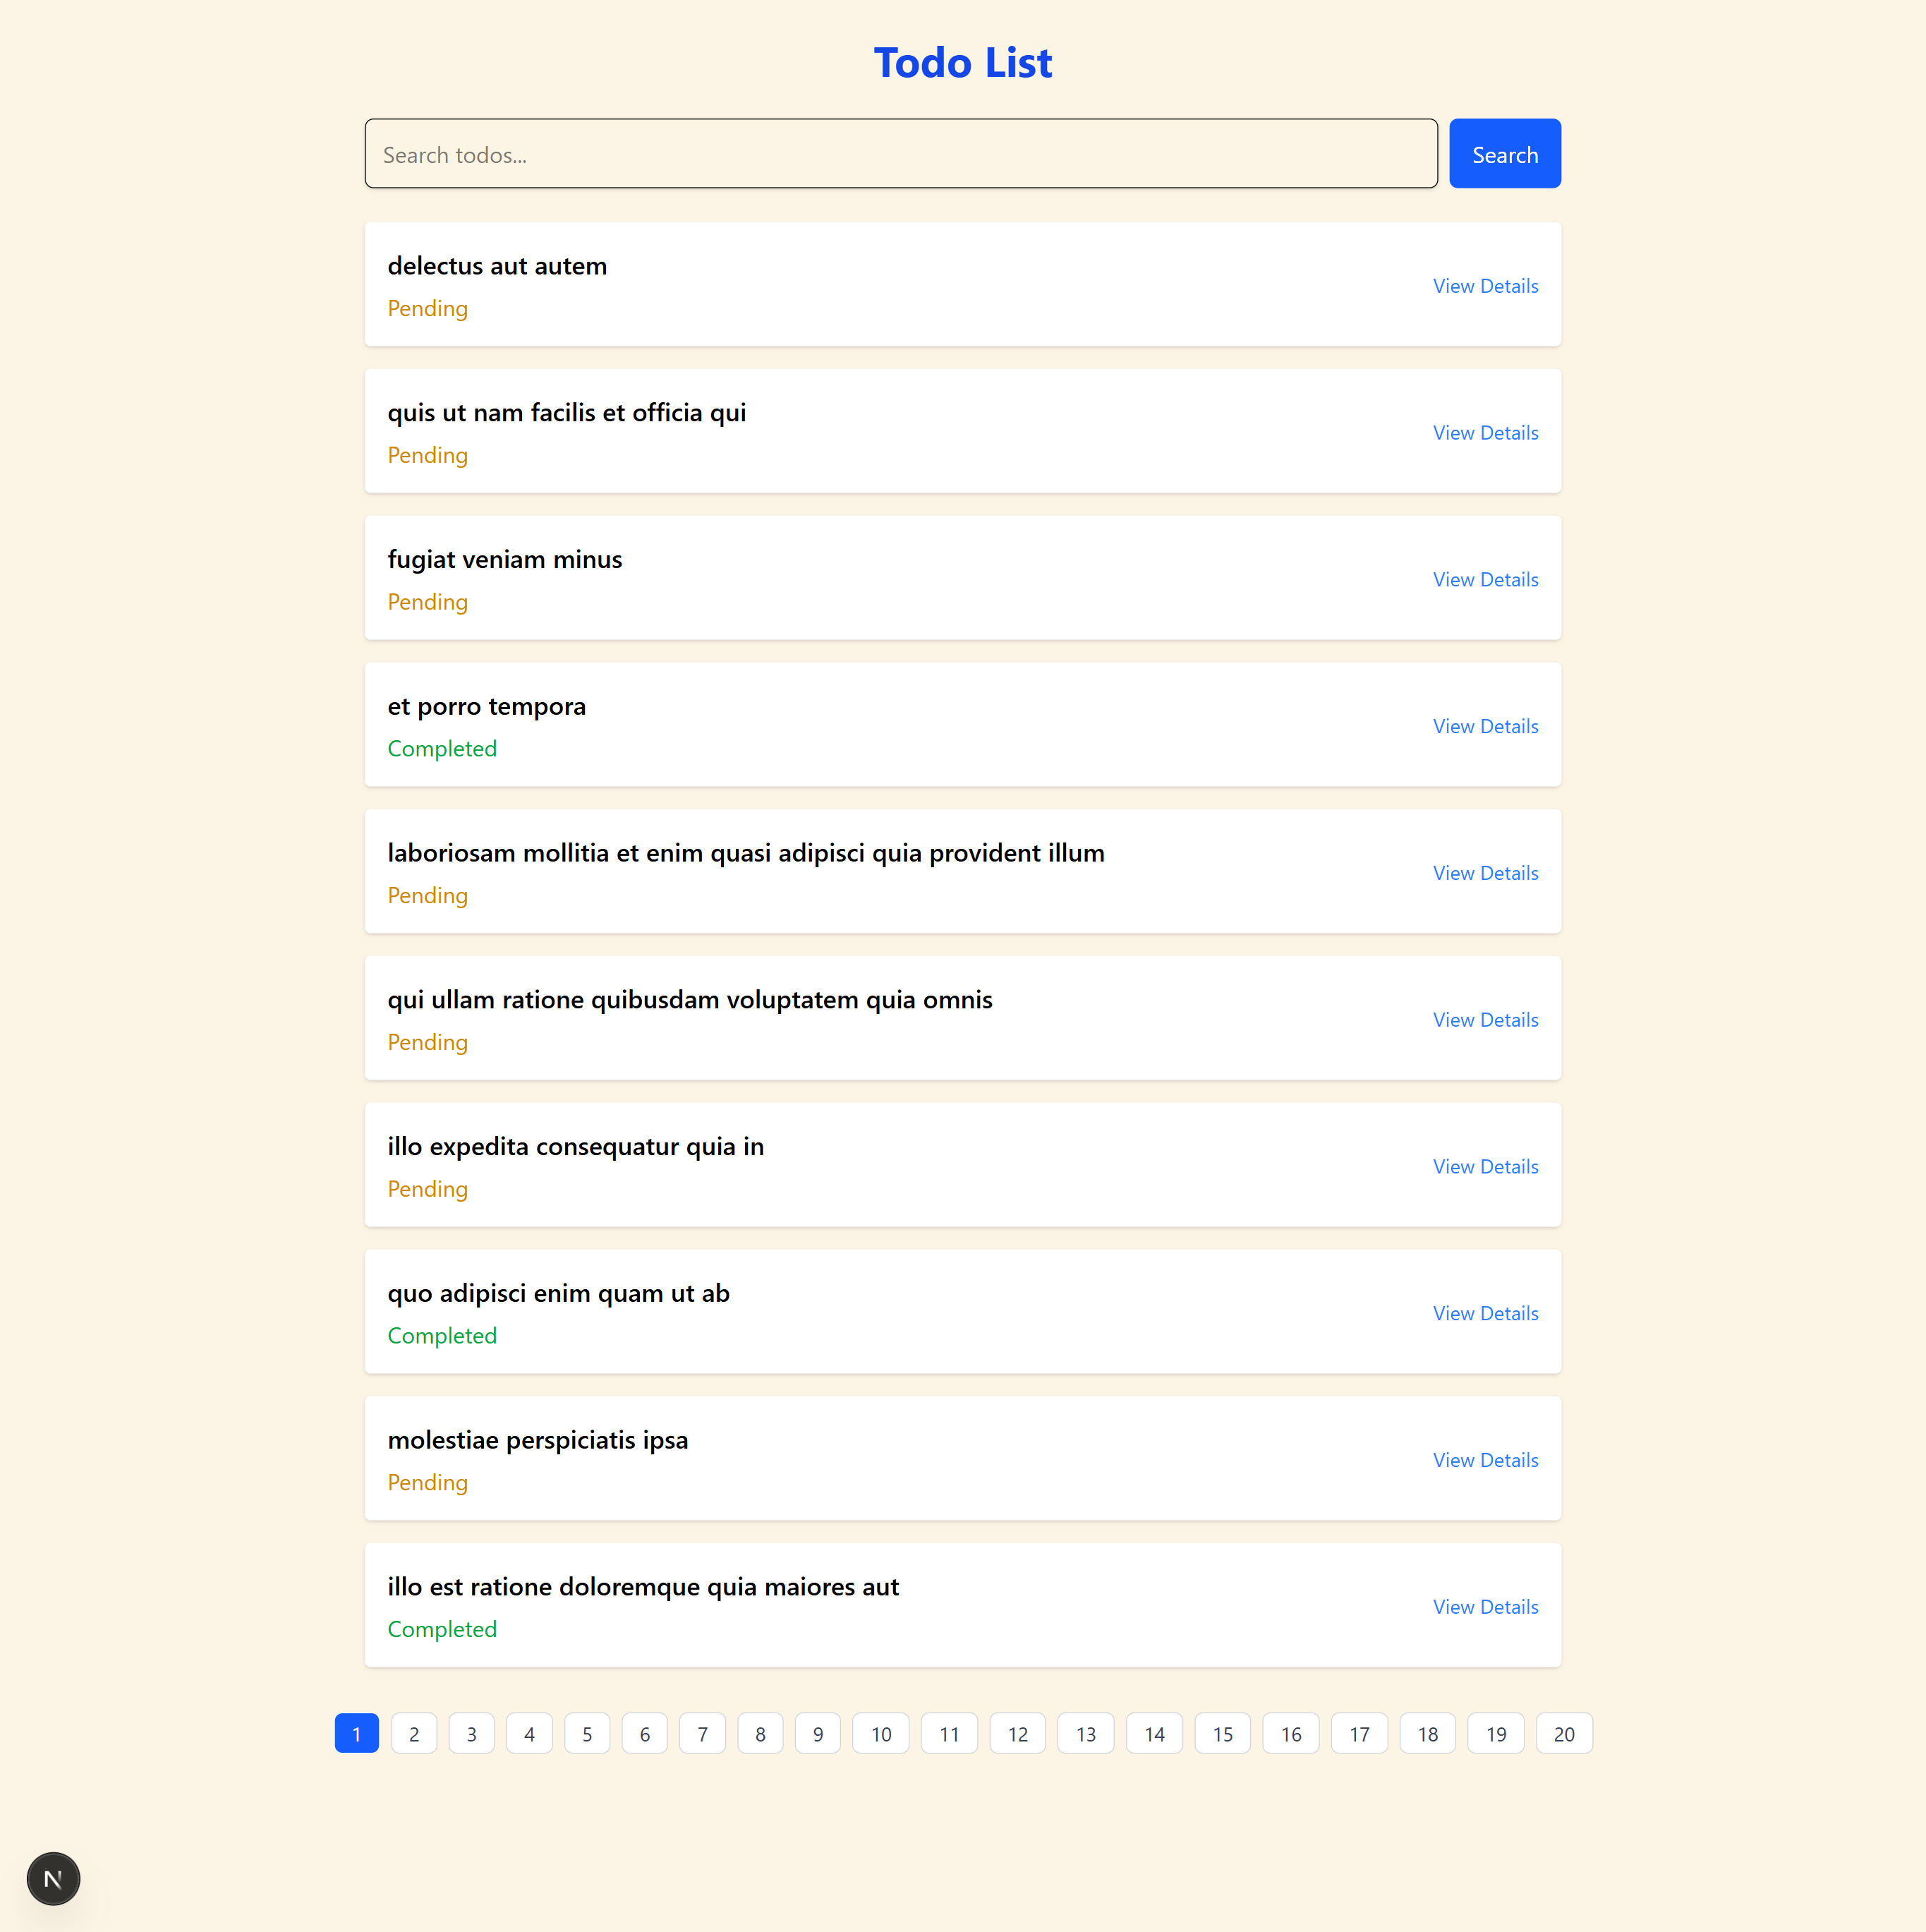 Todo List
Search todos...
Search
delectus aut autem
Pending
View Details
quis ut nam facilis et officia qui
Pending
View Details
fugiat veniam minus
Pending
View Details
et porro tempora
Completed
View Details
laboriosam mollitia et enim quasi adipisci quia provident illum
Pending
View Details
qui ullam ratione quibusdam voluptatem quia omnis
Pending
View Details
illo expedita consequatur quia in
Pending
View Details
quo adipisci enim quam ut ab
Completed
View Details
molestiae perspiciatis ipsa
Pending
View Details
illo est ratione doloremque quia maiores aut
Completed
View Details
1 2 3 4 5 6 7 8 9 10 11 12 13 14 15 16 17 18 19 20
N